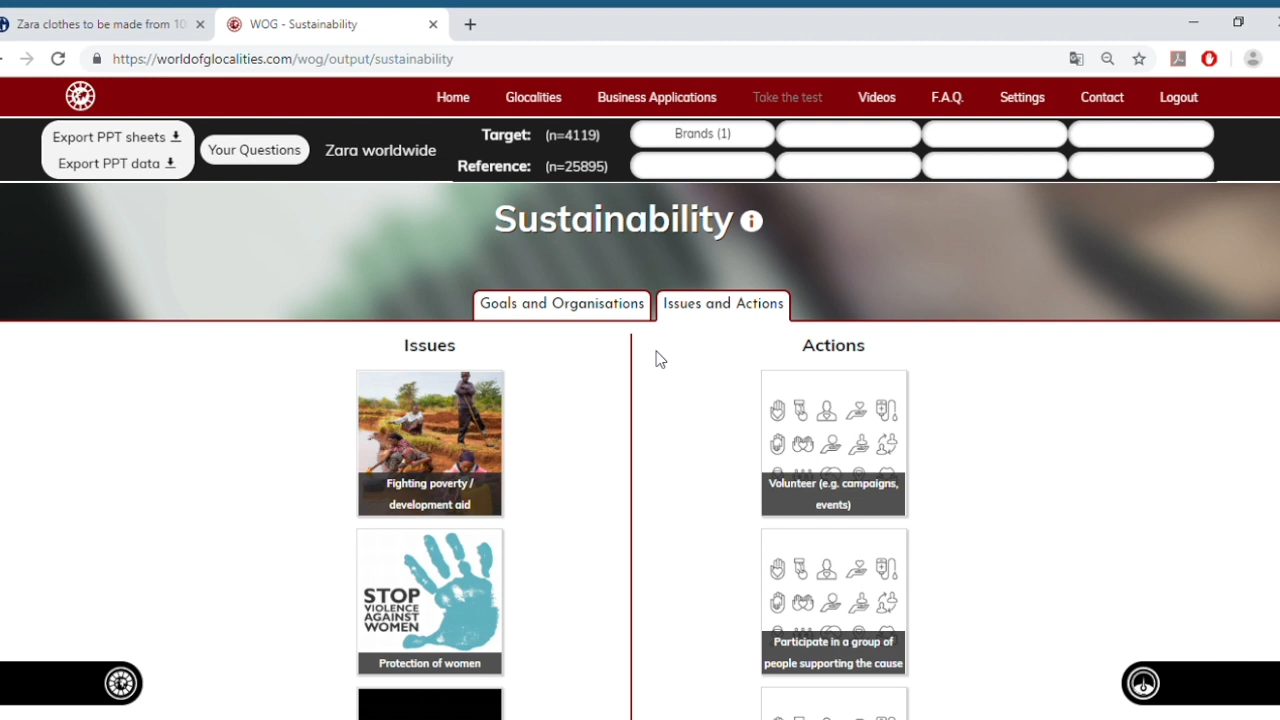 Zara clothes to be made from 10
WOG - Sustainability
https://worldofglocalities.com/wog/output/sustainability
Home Glocalities Business Applications Take the test Videos F.A.Q. Settings Contact Logout
Export PPT sheets
Export PPT data
Your Questions
Zara worldwide
Target: (n=4119) Brands (1)
Reference: (n=25895)
Sustainability
Goals and Organisations
Issues and Actions
Issues
Fighting poverty /
development aid
STOP
VIOLENCE
AGAINST
WOMEN
Protection of women
Actions
Volunteer (e.g. campaigns,
events)
Participate in a group of
people supporting the cause